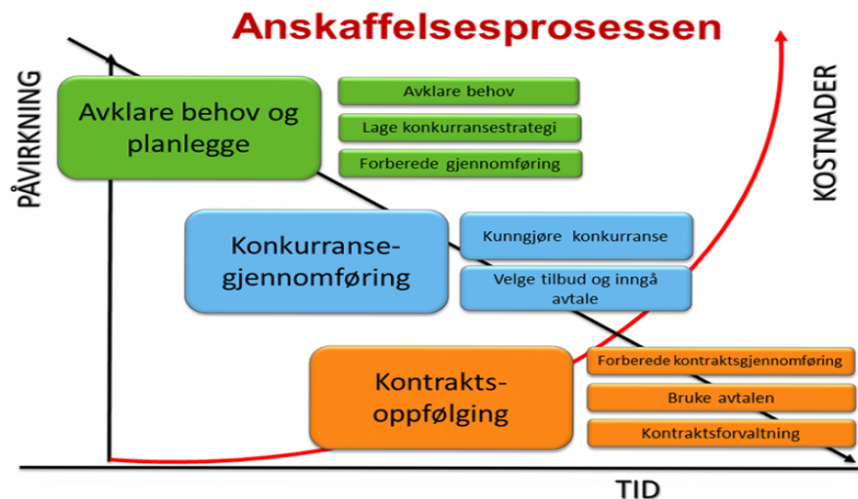 Anskaffelsesprosessen
PÅVIRKNING
KOSTNADER
Avklare behov og
planlegge
Avklare behov
Lage konkurransestrategi
Forberede gjennomføring
Konkurranse-
gjennomføring
Kunngjøre konkurranse
Velge tilbud og inngå
avtale
Kontrakts-
oppfølging
Forberede kontraktsgjennomføring
Bruke avtalen
Kontraktsforvaltning
TID